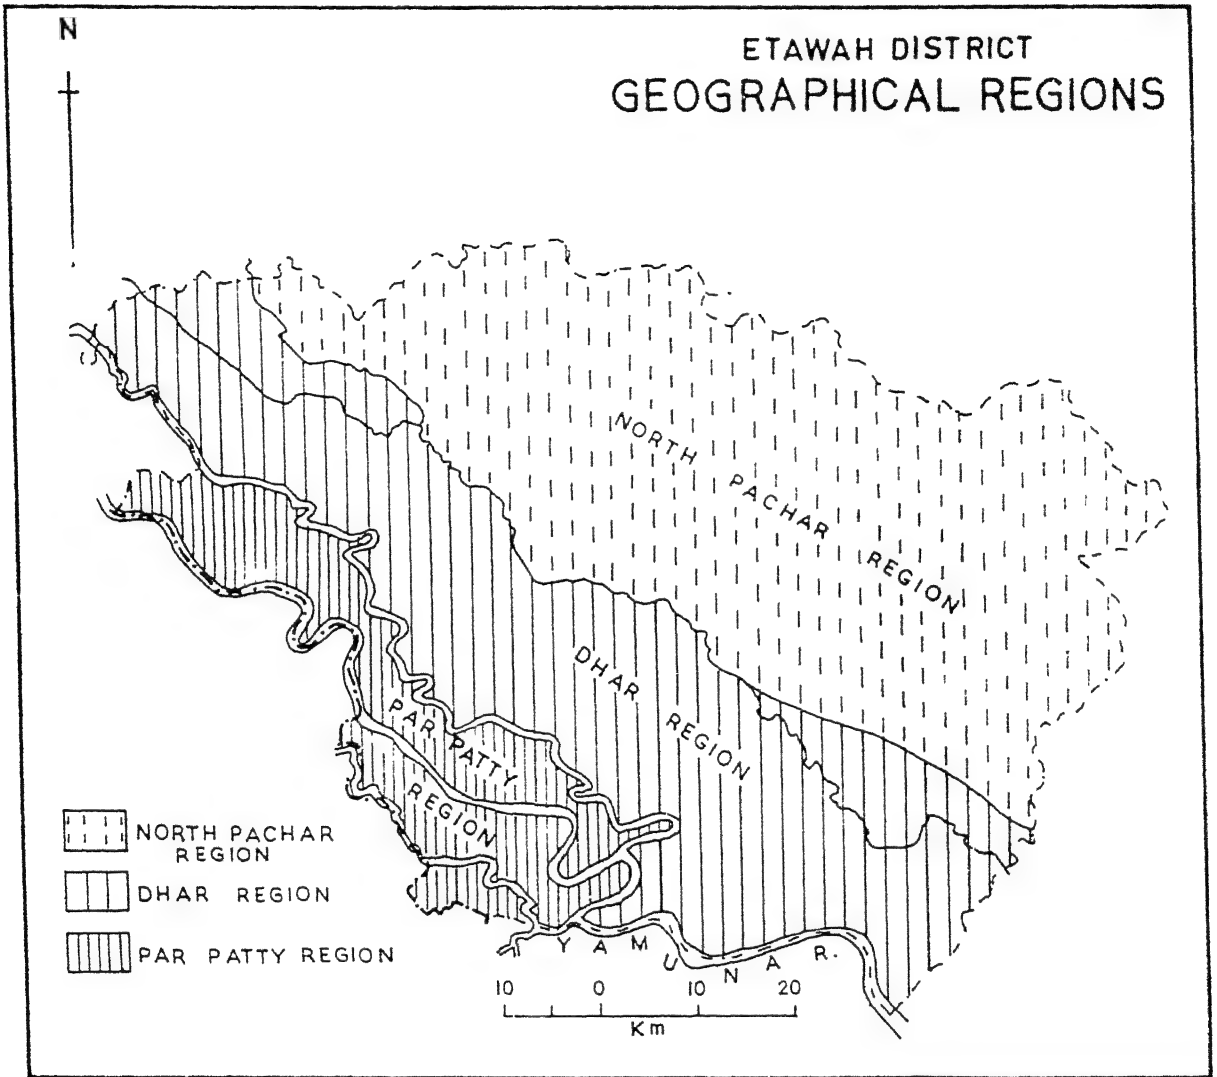 N
ETAWAH DISTRICT
GEOGRAPHICAL REGIONS
NORTH PACHAR REGION
DHAR REGION
PAR PATTY
REGION
NORTH PACHAR
REGION
DHAR REGION
PAR PATTY REGION
YAMUNA R.
10 0 10 20
Km